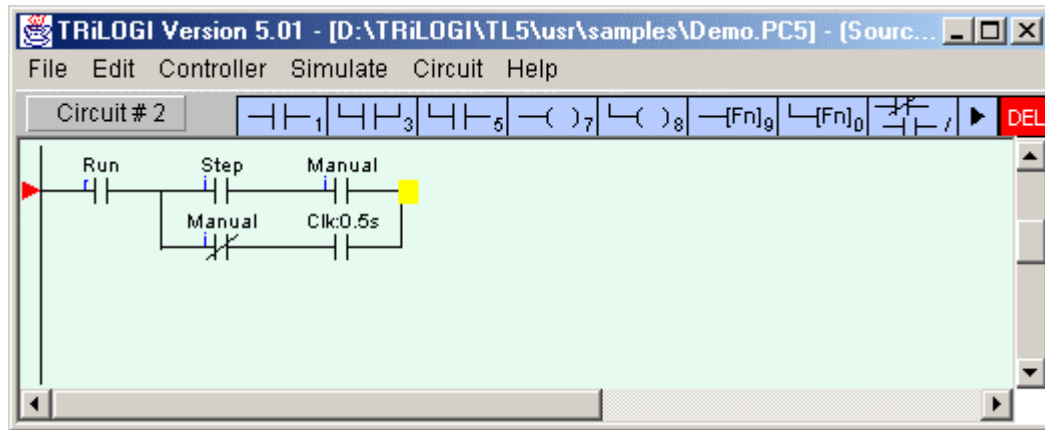 TRiLOGI Version 5.01 - [D:\TRiLOGI\TL5\usr\samples\Demo.PC5] - (Sourc...
File Edit Controller Simulate Circuit Help
Circuit # 2 1 3 5 7 8 [Fn]9 [Fn]0 / DEL
Run Step Manual
r i i
Manual Clk:0.5s
i